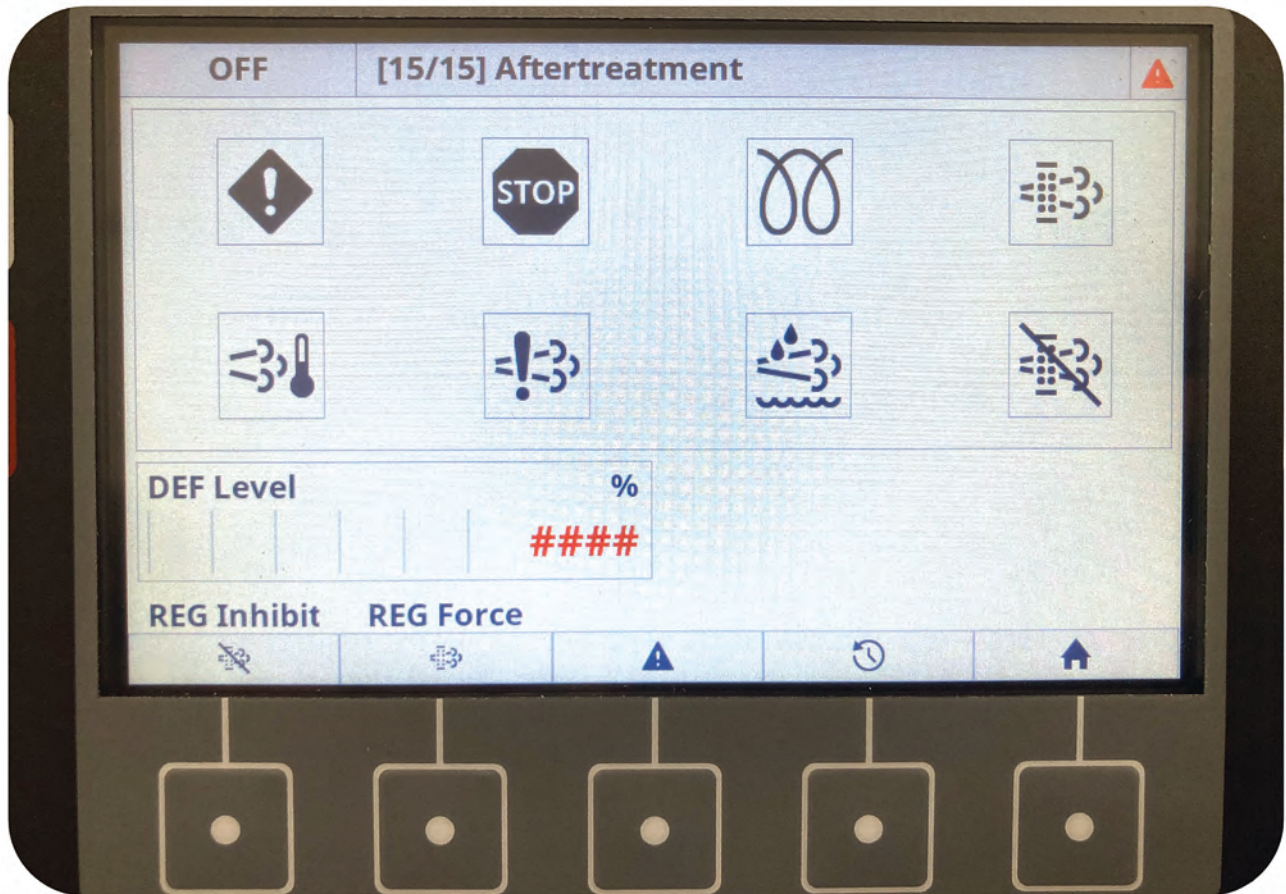 OFF [15/15] Aftertreatment
STOP
DEF Level %
####
REG Inhibit REG Force